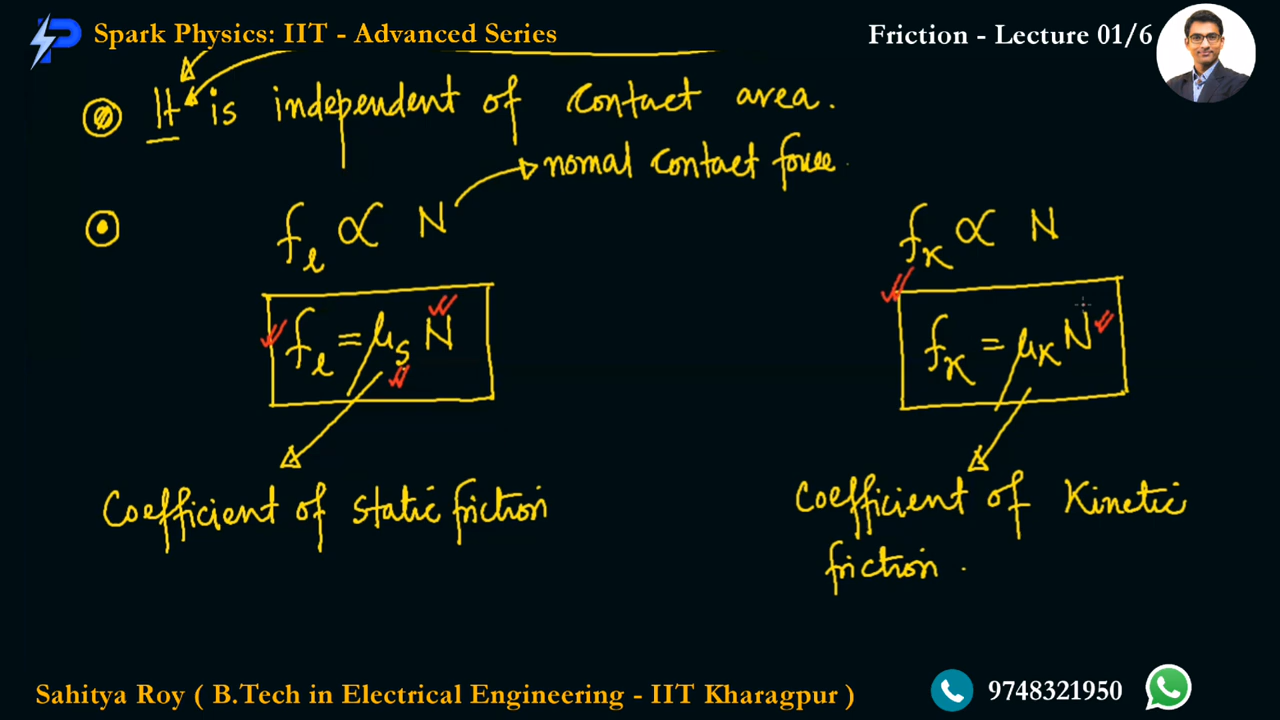 Spark Physics: IIT - Advanced Series
Friction - Lecture 01/6
It is independent of contact area.
nomal contact force.
fℓ ∝ N
fK ∝ N
fℓ = μs N
fK = μK N
Coefficient of static friction
Coefficient of Kinetic
friction.
Sahitya Roy ( B.Tech in Electrical Engineering - IIT Kharagpur )
9748321950